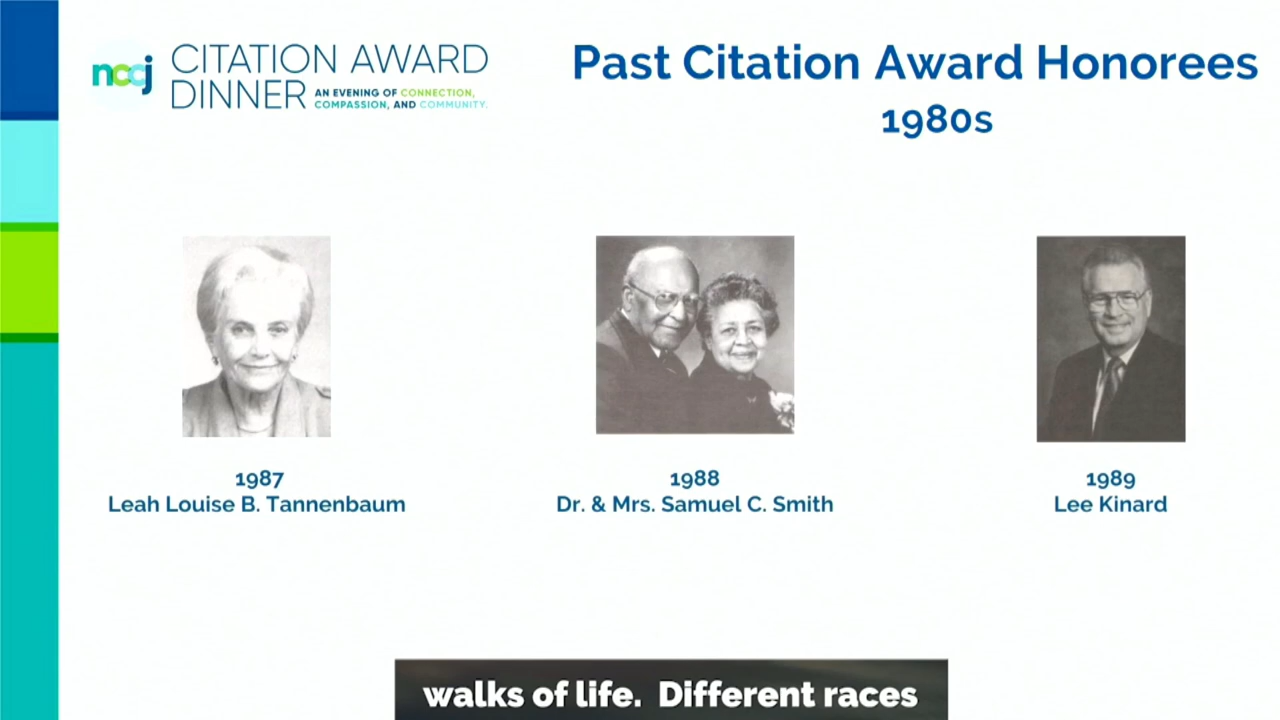 nccj
CITATION AWARD
DINNER
AN EVENING OF CONNECTION,
COMPASSION, AND COMMUNITY.
Past Citation Award Honorees
1980s
1987
Leah Louise B. Tannenbaum
1988
Dr. & Mrs. Samuel C. Smith
1989
Lee Kinard
walks of life.  Different races